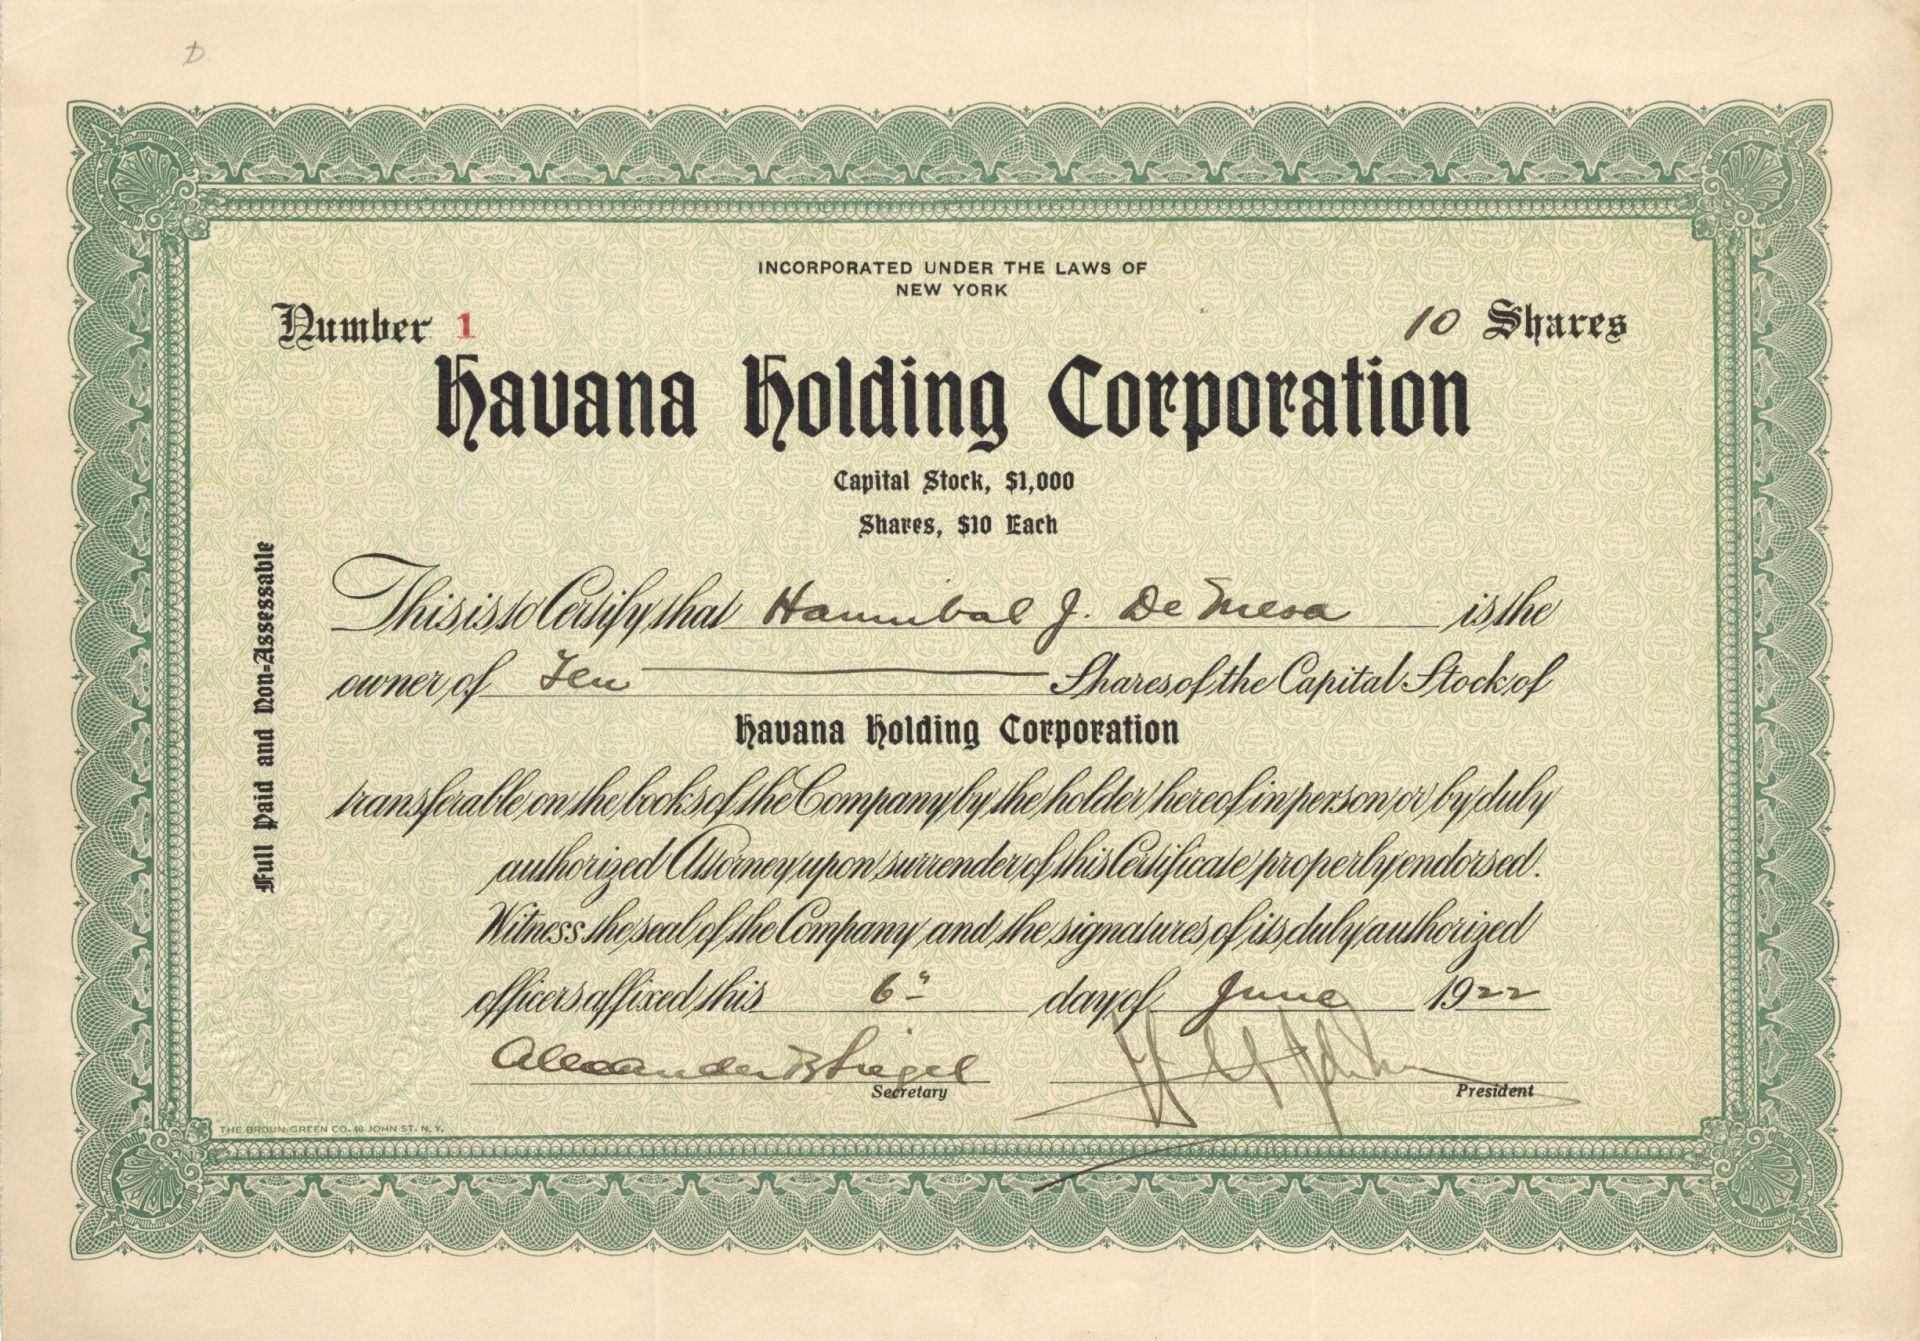 D
INCORPORATED UNDER THE LAWS OF
NEW YORK
Number 1
10 Shares
Havana Holding Corporation
Capital Stock, $1,000
Shares, $10 Each
Full Paid and Non-Assessable
This is to Certify that Hannibal J. De Mesa is the
owner of Ten Shares of the Capital Stock of
Havana Holding Corporation
transferable on the books of the Company by the holder hereof in person or by duly
authorized Attorney upon surrender of this Certificate properly endorsed.
Witness the seal of the Company and the signatures of its duly authorized
officers affixed this 6" day of June 1922
Alexander B Siegel
Secretary
President
THE BROUN-GREEN CO. 40 JOHN ST. N. Y.